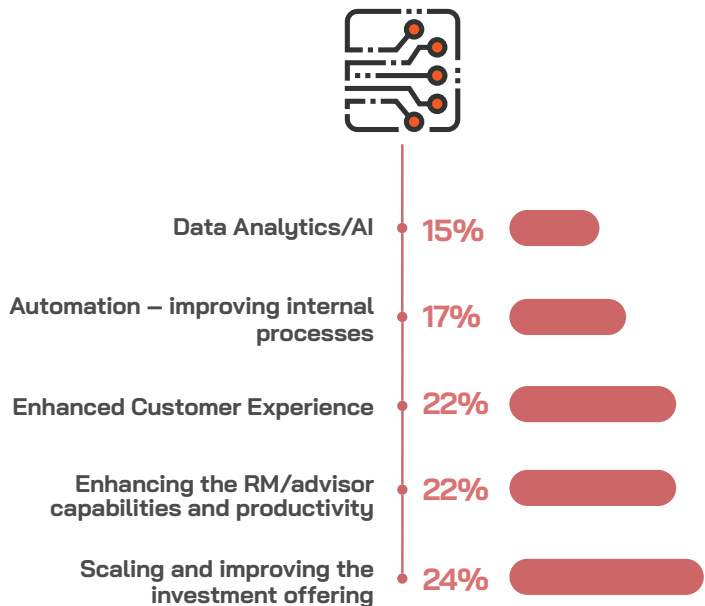 Data Analytics/AI
15%
Automation – improving internal
processes
17%
Enhanced Customer Experience
22%
Enhancing the RM/advisor
capabilities and productivity
22%
Scaling and improving the
investment offering
24%